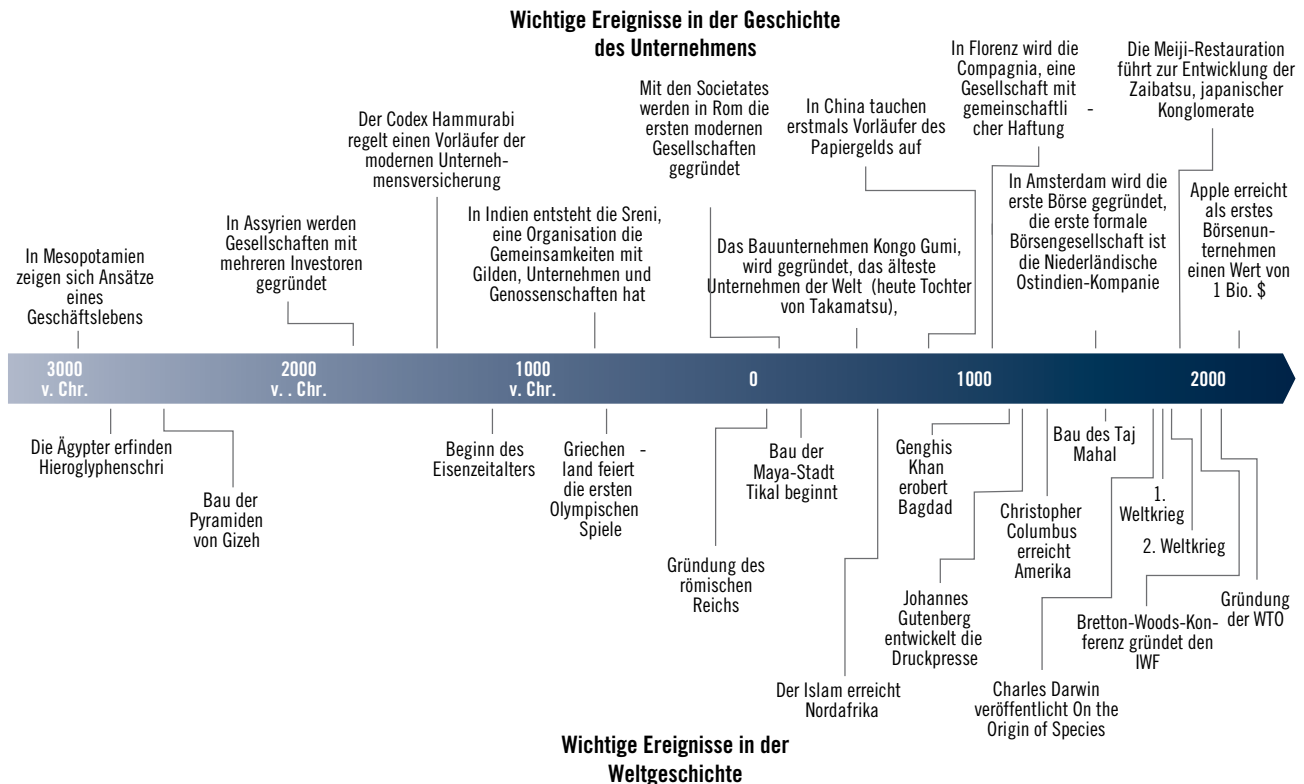 Wichtige Ereignisse in der Geschichte
des Unternehmens
In Mesopotamien
zeigen sich Ansätze
eines
Geschäftslebens
In Assyrien werden
Gesellschaften mit
mehreren Investoren
gegründet
Der Codex Hammurabi
regelt einen Vorläufer der
modernen Unterneh-
mensversicherung
In Indien entsteht die Sreni,
eine Organisation die
Gemeinsamkeiten mit
Gilden, Unternehmen und
Genossenschaften hat
Mit den Societates
werden in Rom die
ersten modernen
Gesellschaften
gegründet
Das Bauunternehmen Kongo Gumi,
wird gegründet, das älteste
Unternehmen der Welt (heute Tochter
von Takamatsu),
In China tauchen
erstmals Vorläufer des
Papiergelds auf
In Florenz wird die
Compagnia, eine
Gesellschaft mit
gemeinschaftli -
cher Haftung
In Amsterdam wird die
erste Börse gegründet,
die erste formale
Börsengesellschaft ist
die Niederländische
Ostindien-Kompanie
Die Meiji-Restauration
führt zur Entwicklung der
Zaibatsu, japanischer
Konglomerate
Apple erreicht
als erstes
Börsenun-
ternehmen
einen Wert von
1 Bio. $
3000
v. Chr.
2000
v. . Chr.
1000
v. Chr.
0
1000
2000
Die Ägypter erfinden
Hieroglyphenschri
Bau der
Pyramiden
von Gizeh
Beginn des
Eisenzeitalters
Griechen -
land feiert
die ersten
Olympischen
Spiele
Gründung des
römischen
Reichs
Bau der
Maya-Stadt
Tikal beginnt
Der Islam erreicht
Nordafrika
Genghis
Khan
erobert
Bagdad
Johannes
Gutenberg
entwickelt die
Druckpresse
Christopher
Columbus
erreicht
Amerika
Bau des Taj
Mahal
Charles Darwin
veröffentlicht On the
Origin of Species
1.
Weltkrieg
2. Weltkrieg
Bretton-Woods-Kon-
ferenz gründet den
IWF
Gründung
der WTO
Wichtige Ereignisse in der
Weltgeschichte